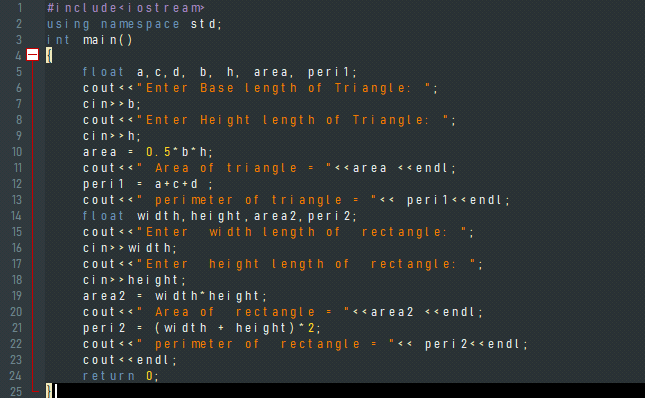 1 #include<iostream>
2 using namespace std;
3 int main()
4 {
5 float a,c,d, b, h, area, peri1;
6 cout<<"Enter Base length of Triangle: ";
7 cin>>b;
8 cout<<"Enter Height length of Triangle: ";
9 cin>>h;
10 area = 0.5*b*h;
11 cout<<" Area of triangle = "<<area <<endl;
12 peri1 = a+c+d ;
13 cout<<" perimeter of triangle = "<< peri1<<endl;
14 float width,height,area2,peri2;
15 cout<<"Enter  width length of  rectangle: ";
16 cin>>width;
17 cout<<"Enter  height length of  rectangle: ";
18 cin>>height;
19 area2 = width*height;
20 cout<<" Area of  rectangle = "<<area2 <<endl;
21 peri2 = (width + height)*2;
22 cout<<" perimeter of  rectangle = "<< peri2<<endl;
23 cout<<endl;
24 return 0;
25 }